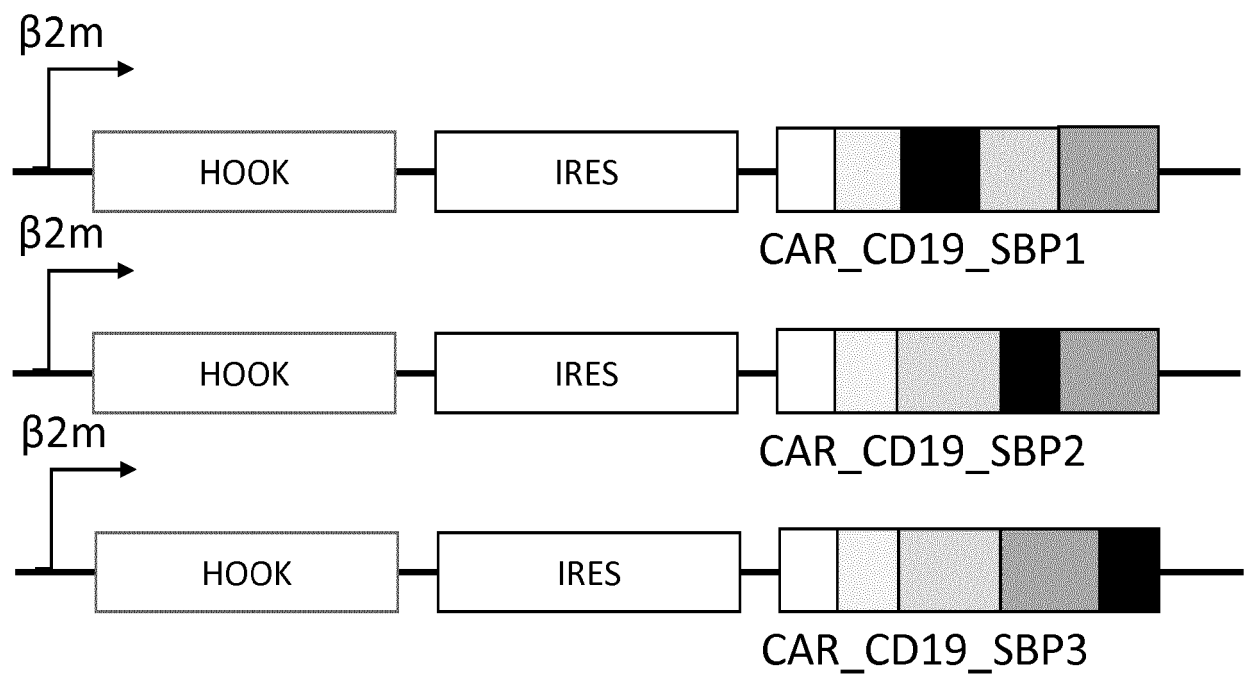 β2m
HOOK
IRES
CAR_CD19_SBP1
β2m
HOOK
IRES
CAR_CD19_SBP2
β2m
HOOK
IRES
CAR_CD19_SBP3